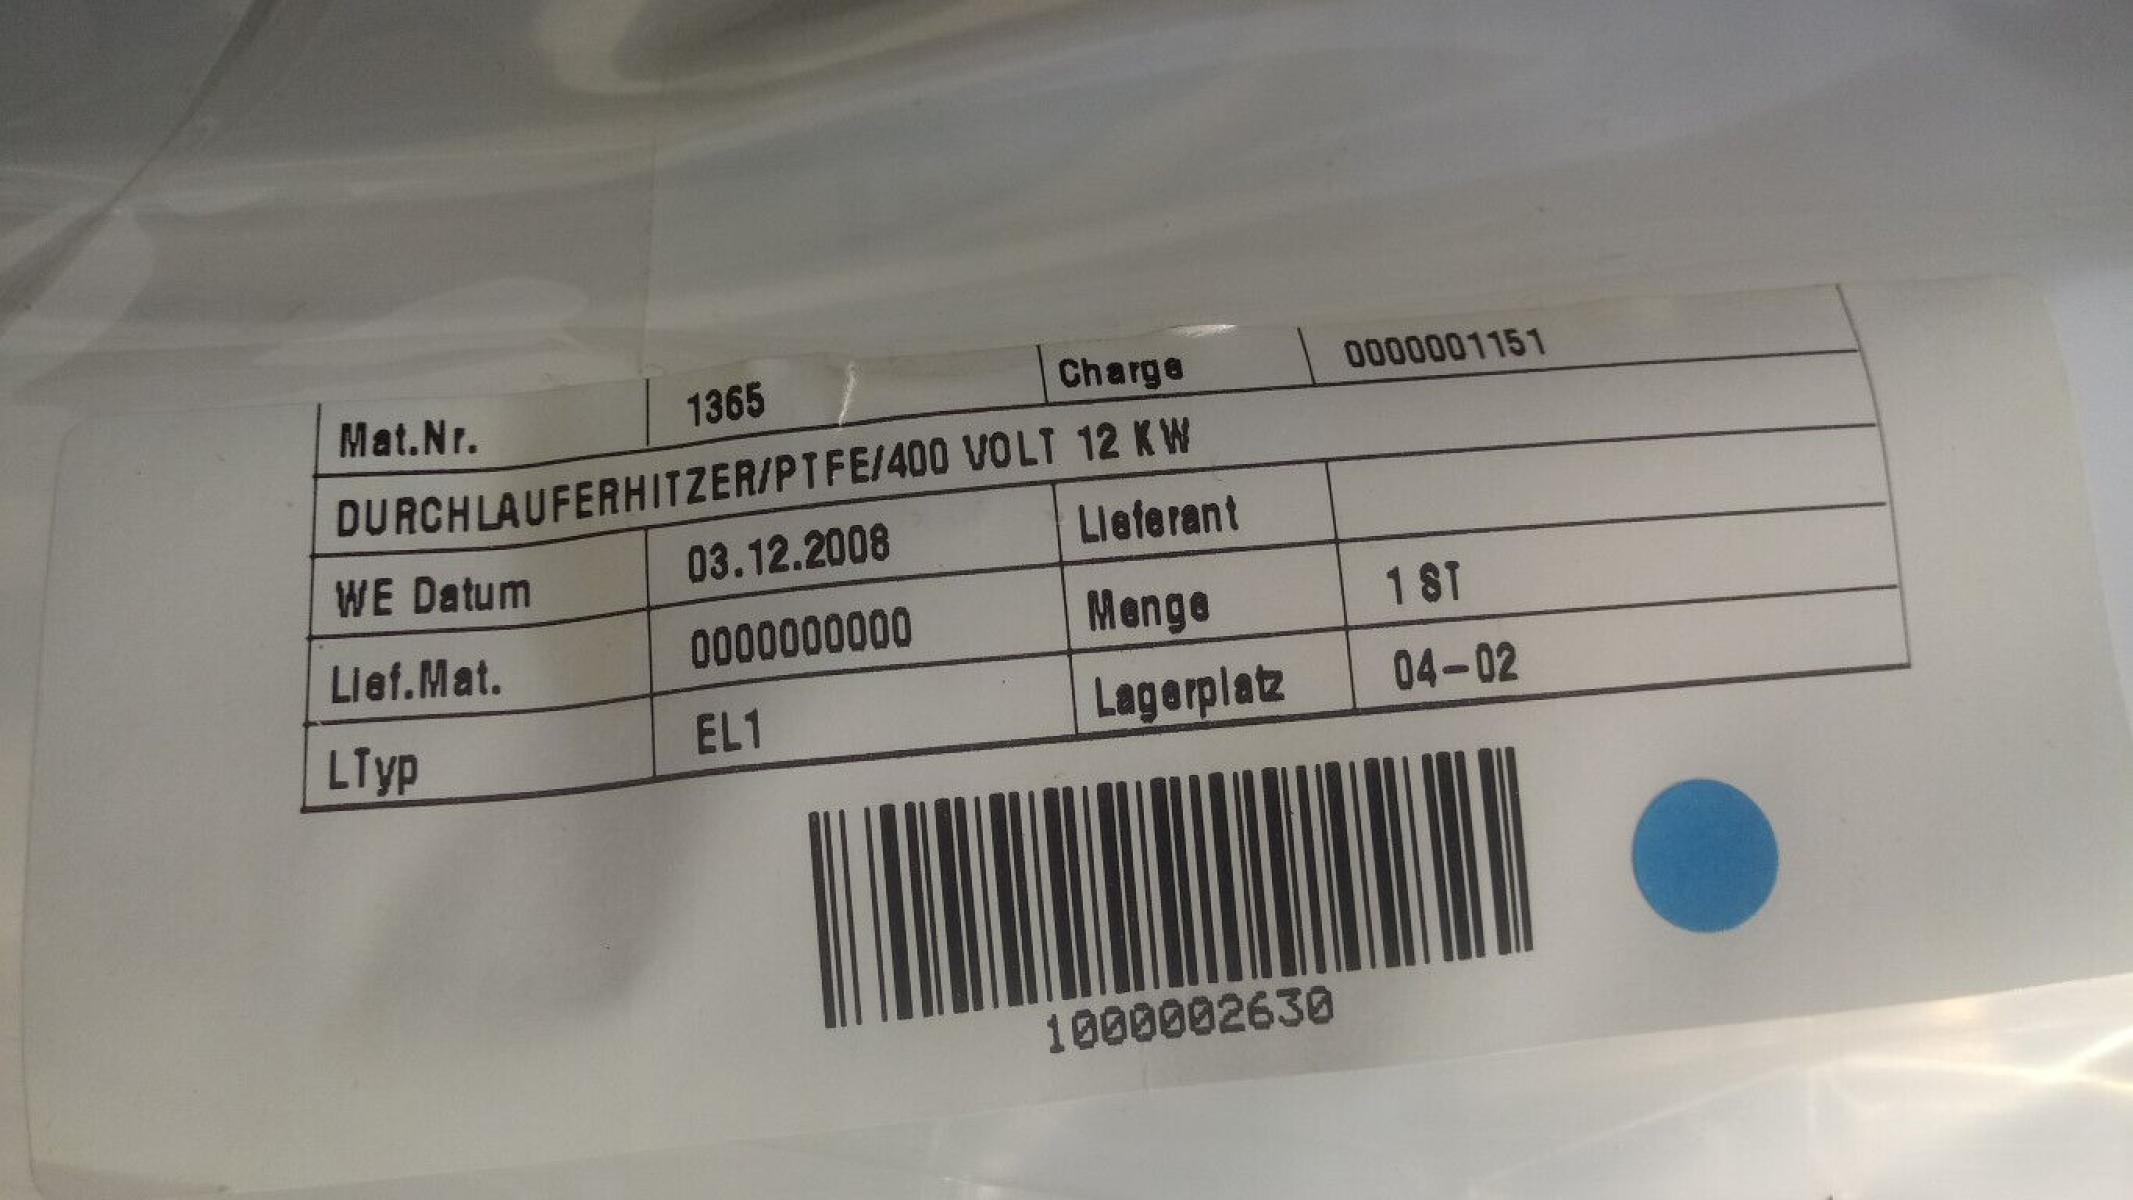 Mat.Nr. 1365 Charge 0000001151
DURCHLAUFERHITZER/PTFE/400 VOLT 12 KW
WE Datum 03.12.2008 Lieferant
Lief.Mat. 0000000000 Menge 1 ST
LTyp EL1 Lagerplatz 04-02
1000002630